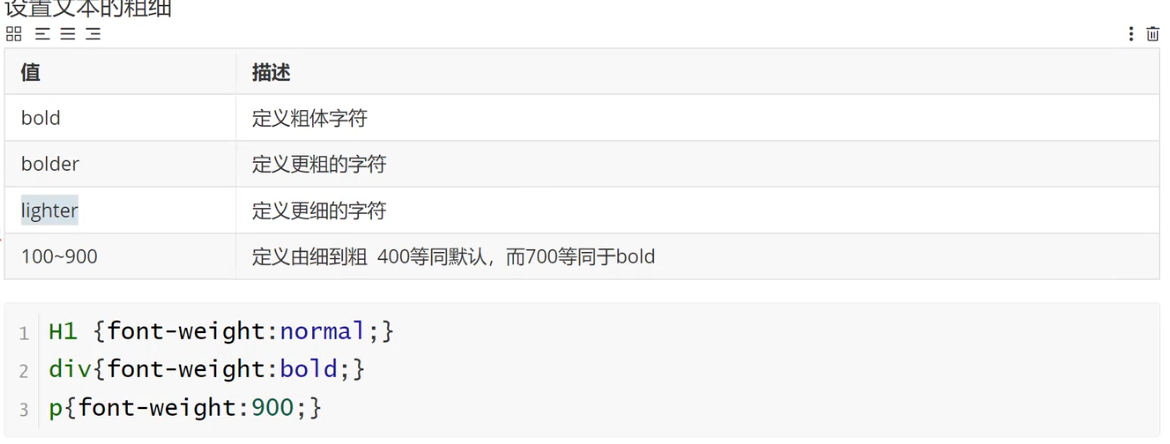 设置文本的粗细
值 描述
bold 定义粗体字符
bolder 定义更粗的字符
lighter 定义更细的字符
100~900 定义由细到粗 400等同默认，而700等同于bold
1 H1 {font-weight:normal;}
2 div{font-weight:bold;}
3 p{font-weight:900;}